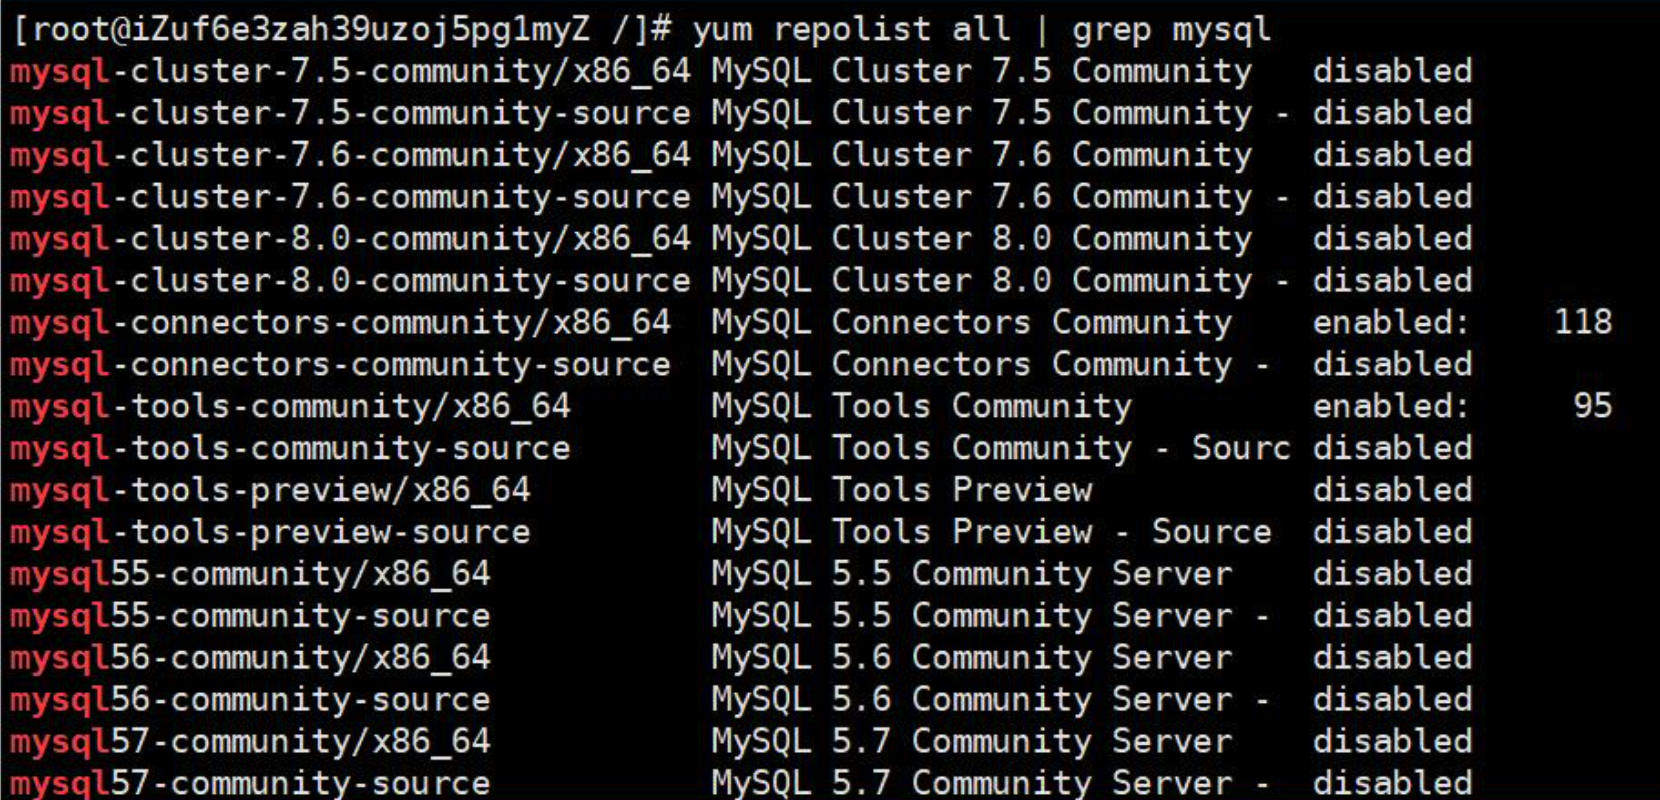 [root@iZuf6e3zah39uzoj5pg1myZ /]# yum repolist all | grep mysql
mysql-cluster-7.5-community/x86_64 MySQL Cluster 7.5 Community   disabled
mysql-cluster-7.5-community-source MySQL Cluster 7.5 Community - disabled
mysql-cluster-7.6-community/x86_64 MySQL Cluster 7.6 Community   disabled
mysql-cluster-7.6-community-source MySQL Cluster 7.6 Community - disabled
mysql-cluster-8.0-community/x86_64 MySQL Cluster 8.0 Community   disabled
mysql-cluster-8.0-community-source MySQL Cluster 8.0 Community - disabled
mysql-connectors-community/x86_64  MySQL Connectors Community    enabled:    118
mysql-connectors-community-source  MySQL Connectors Community -  disabled
mysql-tools-community/x86_64       MySQL Tools Community         enabled:     95
mysql-tools-community-source       MySQL Tools Community - Sourc disabled
mysql-tools-preview/x86_64         MySQL Tools Preview           disabled
mysql-tools-preview-source         MySQL Tools Preview - Source  disabled
mysql55-community/x86_64           MySQL 5.5 Community Server    disabled
mysql55-community-source           MySQL 5.5 Community Server -  disabled
mysql56-community/x86_64           MySQL 5.6 Community Server    disabled
mysql56-community-source           MySQL 5.6 Community Server -  disabled
mysql57-community/x86_64           MySQL 5.7 Community Server    disabled
mysql57-community-source           MySQL 5.7 Community Server -  disabled